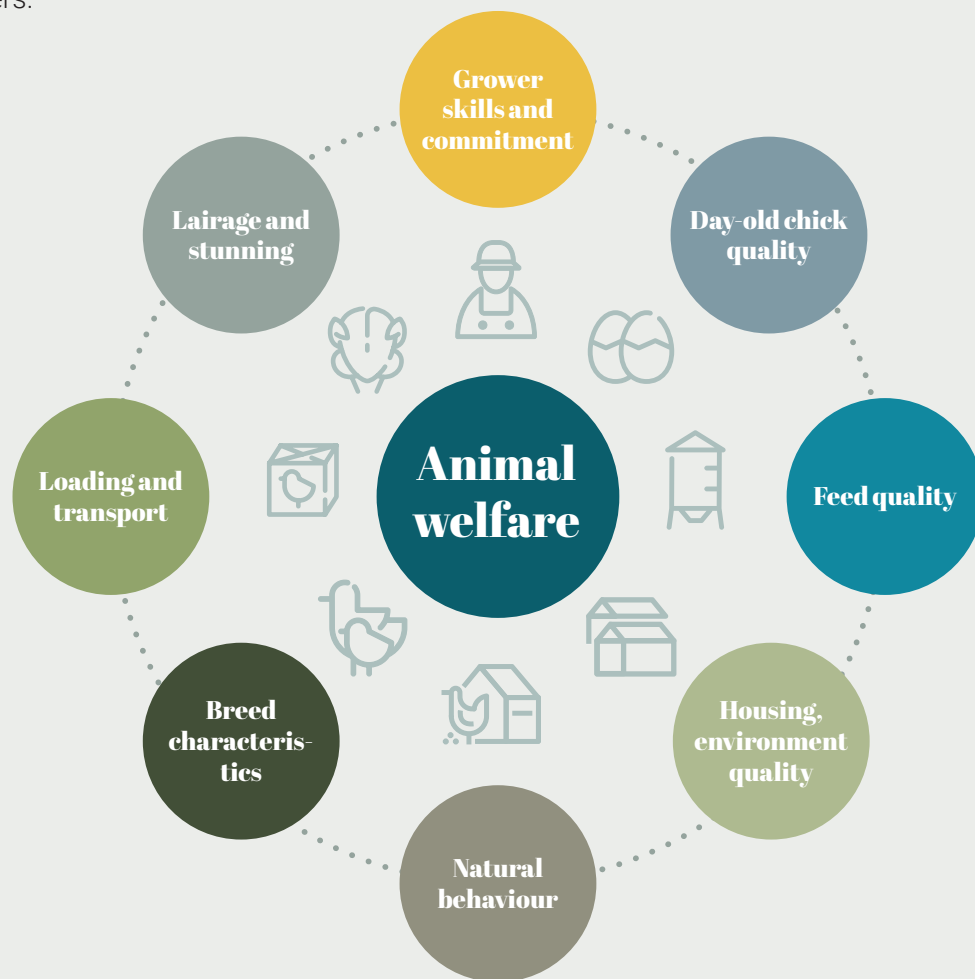 ers.
Grower
skills and
commitment
Lairage and
stunning
Day-old chick
quality
Animal
welfare
Loading and
transport
Feed quality
Breed
characteris-
tics
Housing,
environment
quality
Natural
behaviour